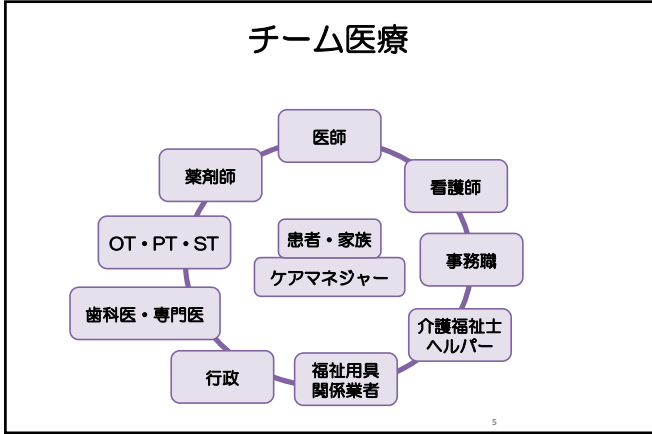 チーム医療
医師
薬剤師
看護師
OT・PT・ST
患者・家族
ケアマネジャー
事務職
歯科医・専門医
介護福祉士
ヘルパー
行政
福祉用具
関係業者
5